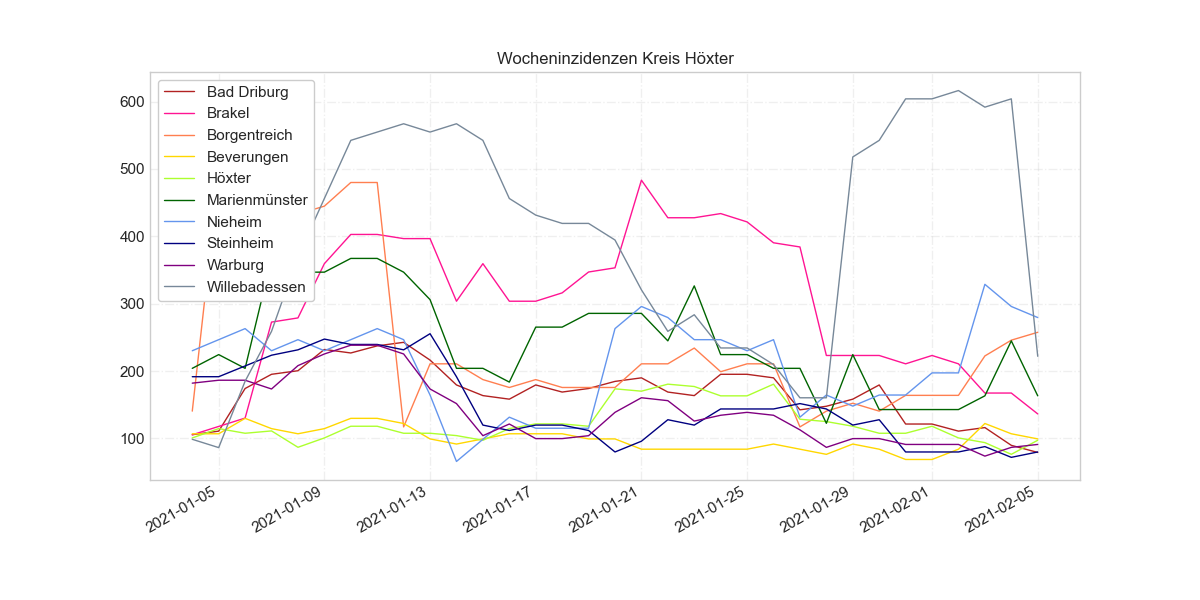 Wocheninzidenzen Kreis Höxter
600
500
400
300
200
100
Bad Driburg
Brakel
Borgentreich
Beverungen
Höxter
Marienmünster
Nieheim
Steinheim
Warburg
Willebadessen
2021-01-05
2021-01-09
2021-01-13
2021-01-17
2021-01-21
2021-01-25
2021-01-29
2021-02-01
2021-02-05